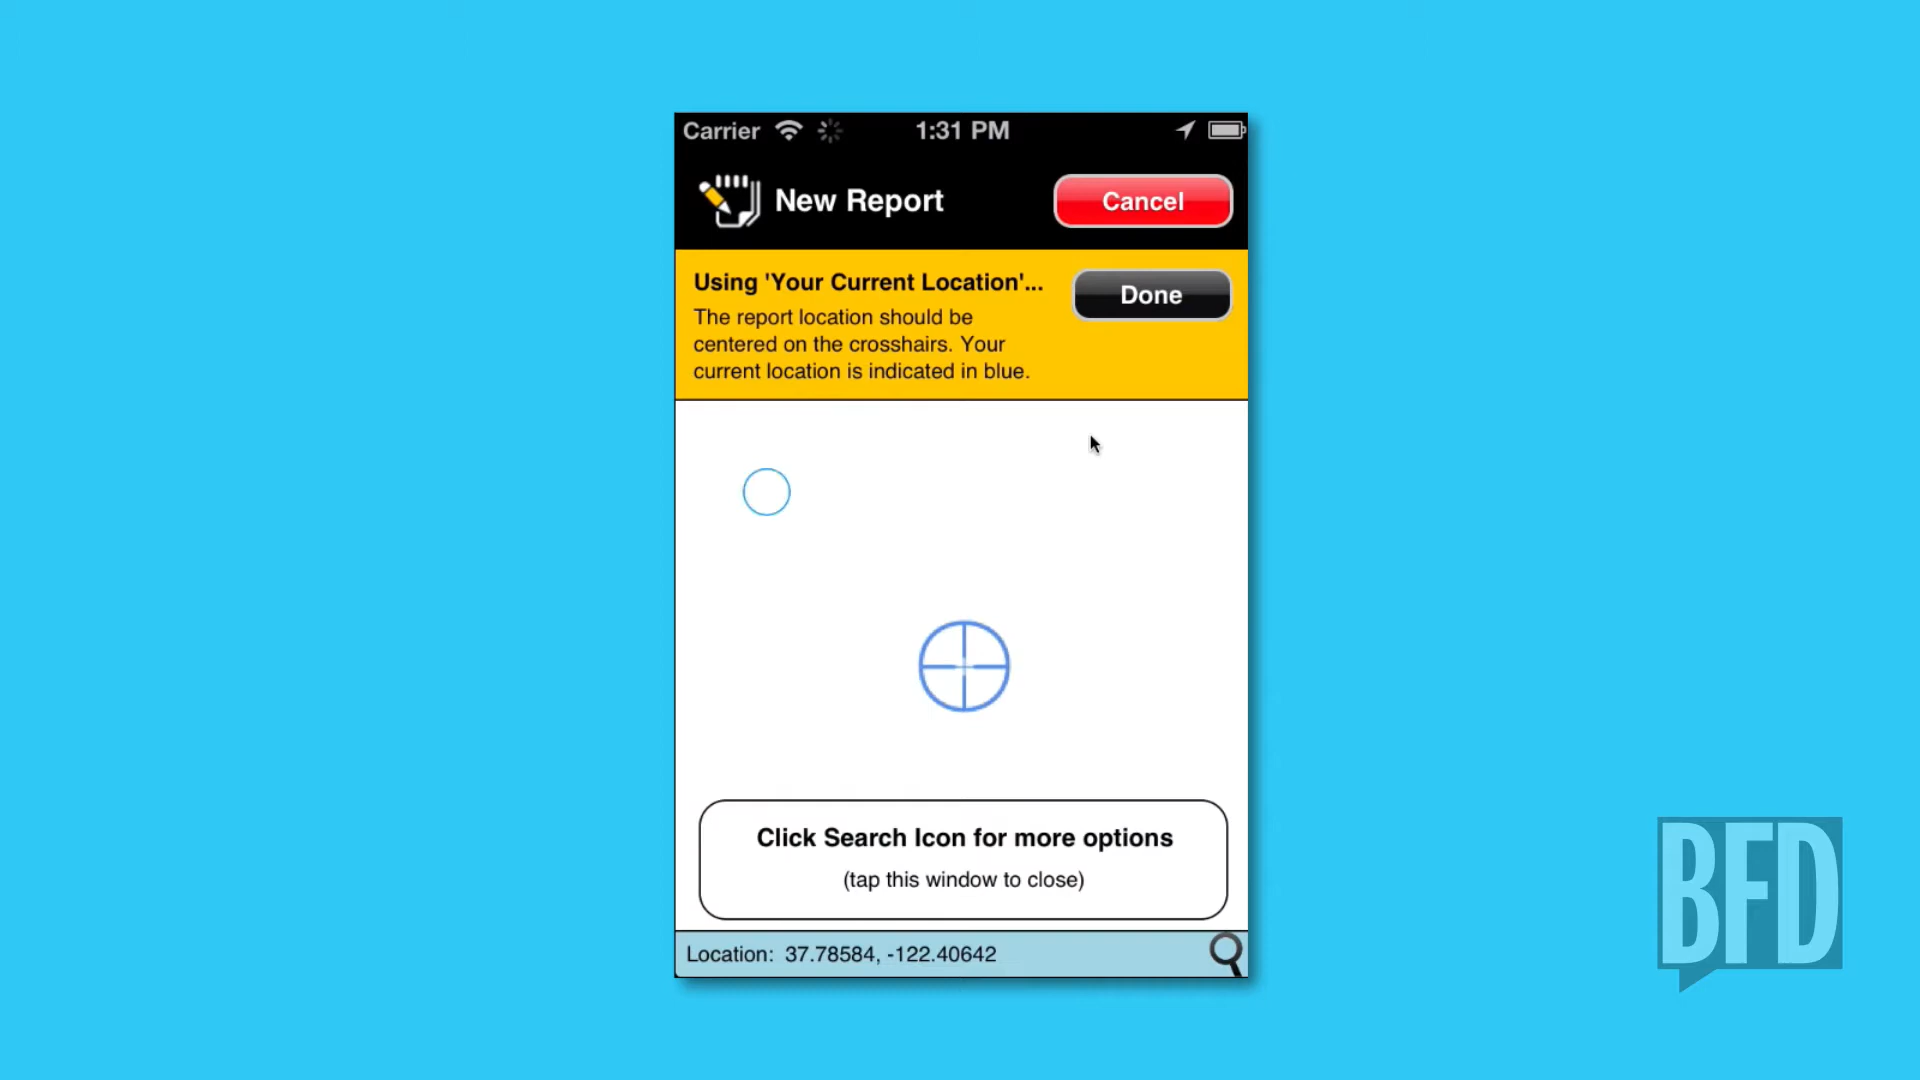 Carrier 1:31 PM
New Report Cancel
Using 'Your Current Location'... Done
The report location should be
centered on the crosshairs. Your
current location is indicated in blue.
Click Search Icon for more options
(tap this window to close)
Location: 37.78584, -122.40642
BFD